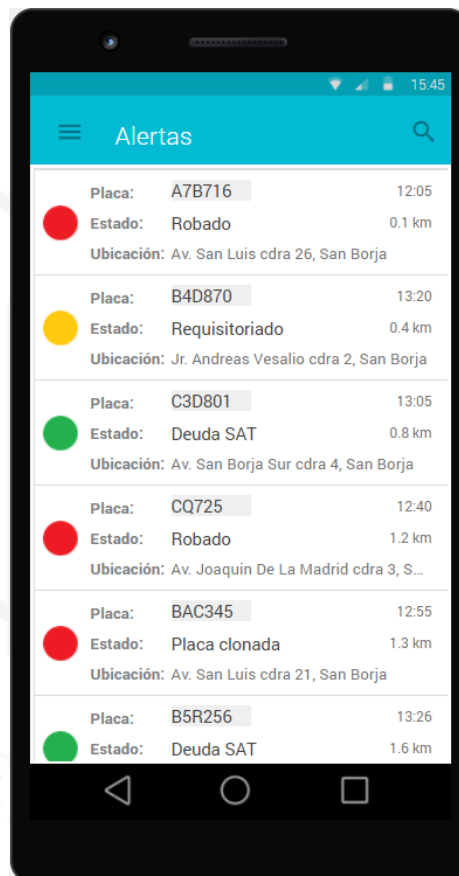 15:45
Alertas
Placa: A7B716 12:05
Estado: Robado 0.1 km
Ubicación: Av. San Luis cdra 26, San Borja
Placa: B4D870 13:20
Estado: Requisitoriado 0.4 km
Ubicación: Jr. Andreas Vesalio cdra 2, San Borja
Placa: C3D801 13:05
Estado: Deuda SAT 0.8 km
Ubicación: Av. San Borja Sur cdra 4, San Borja
Placa: CQ725 12:40
Estado: Robado 1.2 km
Ubicación: Av. Joaquin De La Madrid cdra 3, S...
Placa: BAC345 12:55
Estado: Placa clonada 1.3 km
Ubicación: Av. San Luis cdra 21, San Borja
Placa: B5R256 13:26
Estado: Deuda SAT 1.6 km